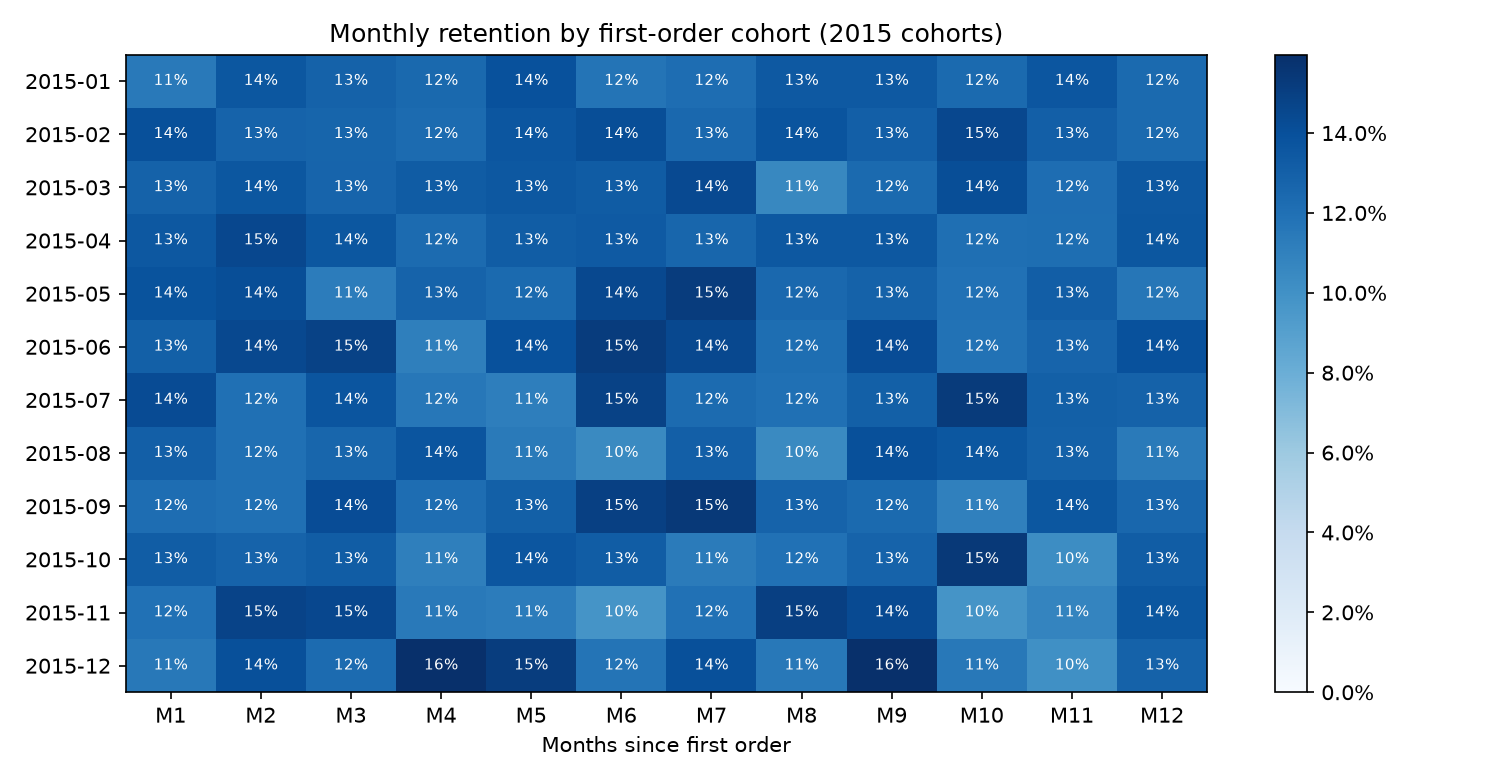 Monthly retention by first-order cohort (2015 cohorts)
2015-01 11% 14% 13% 12% 14% 12% 12% 13% 13% 12% 14% 12%
2015-02 14% 13% 13% 12% 14% 14% 13% 14% 13% 15% 13% 12%
2015-03 13% 14% 13% 13% 13% 13% 14% 11% 12% 14% 12% 13%
2015-04 13% 15% 14% 12% 13% 13% 13% 13% 13% 12% 12% 14%
2015-05 14% 14% 11% 13% 12% 14% 15% 12% 13% 12% 13% 12%
2015-06 13% 14% 15% 11% 14% 15% 14% 12% 14% 12% 13% 14%
2015-07 14% 12% 14% 12% 11% 15% 12% 12% 13% 15% 13% 13%
2015-08 13% 12% 13% 14% 11% 10% 13% 10% 14% 14% 13% 11%
2015-09 12% 12% 14% 12% 13% 15% 15% 13% 12% 11% 14% 13%
2015-10 13% 13% 13% 11% 14% 13% 11% 12% 13% 15% 10% 13%
2015-11 12% 15% 15% 11% 11% 10% 12% 15% 14% 10% 11% 14%
2015-12 11% 14% 12% 16% 15% 12% 14% 11% 16% 11% 10% 13%
M1 M2 M3 M4 M5 M6 M7 M8 M9 M10 M11 M12
Months since first order
14.0%
12.0%
10.0%
8.0%
6.0%
4.0%
2.0%
0.0%